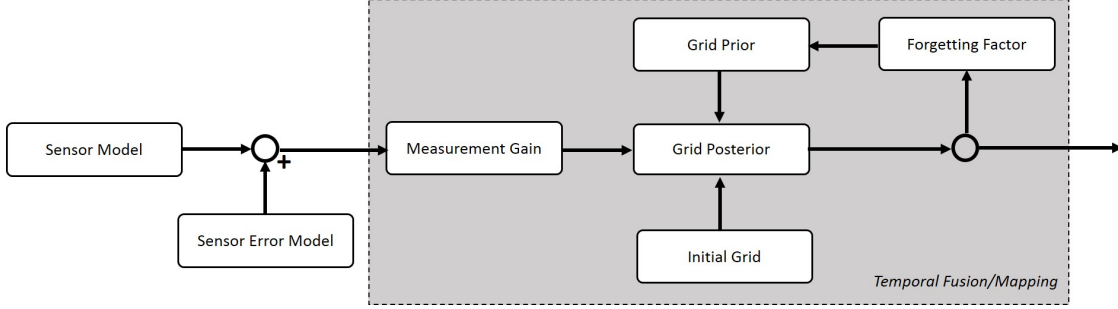 Grid Prior
Forgetting Factor
Sensor Model
+
Measurement Gain
Grid Posterior
Sensor Error Model
Initial Grid
Temporal Fusion/Mapping